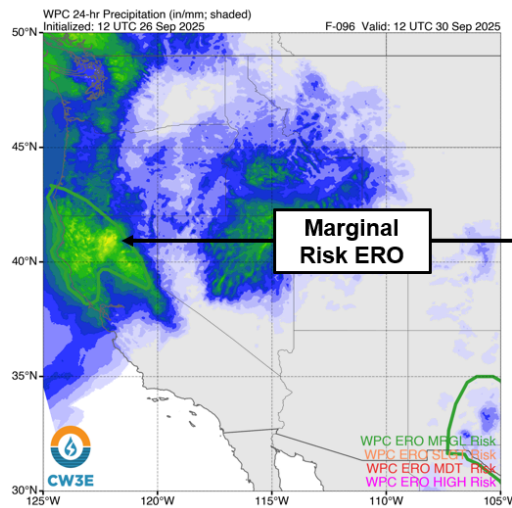 WPC 24-hr Precipitation (in/mm; shaded)
Initialized: 12 UTC 26 Sep 2025 F-096 Valid: 12 UTC 30 Sep 2025
50°N
45°N
Marginal
Risk ERO
40°N
35°N
WPC ERO MRGL Risk
WPC ERO SLGT Risk
WPC ERO MDT Risk
WPC ERO HIGH Risk
CW3E
30°N
125°W 120°W 115°W 110°W 105°W